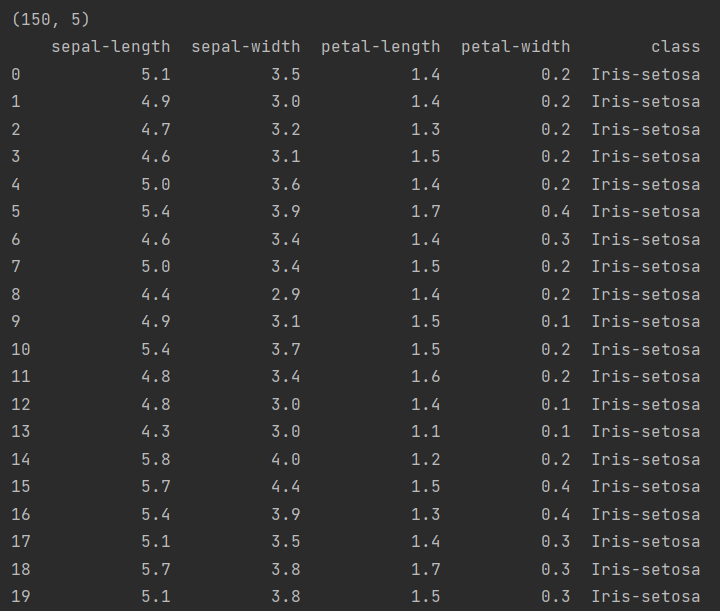 (150, 5)
sepal-length sepal-width petal-length petal-width class
0 5.1 3.5 1.4 0.2 Iris-setosa
1 4.9 3.0 1.4 0.2 Iris-setosa
2 4.7 3.2 1.3 0.2 Iris-setosa
3 4.6 3.1 1.5 0.2 Iris-setosa
4 5.0 3.6 1.4 0.2 Iris-setosa
5 5.4 3.9 1.7 0.4 Iris-setosa
6 4.6 3.4 1.4 0.3 Iris-setosa
7 5.0 3.4 1.5 0.2 Iris-setosa
8 4.4 2.9 1.4 0.2 Iris-setosa
9 4.9 3.1 1.5 0.1 Iris-setosa
10 5.4 3.7 1.5 0.2 Iris-setosa
11 4.8 3.4 1.6 0.2 Iris-setosa
12 4.8 3.0 1.4 0.1 Iris-setosa
13 4.3 3.0 1.1 0.1 Iris-setosa
14 5.8 4.0 1.2 0.2 Iris-setosa
15 5.7 4.4 1.5 0.4 Iris-setosa
16 5.4 3.9 1.3 0.4 Iris-setosa
17 5.1 3.5 1.4 0.3 Iris-setosa
18 5.7 3.8 1.7 0.3 Iris-setosa
19 5.1 3.8 1.5 0.3 Iris-setosa